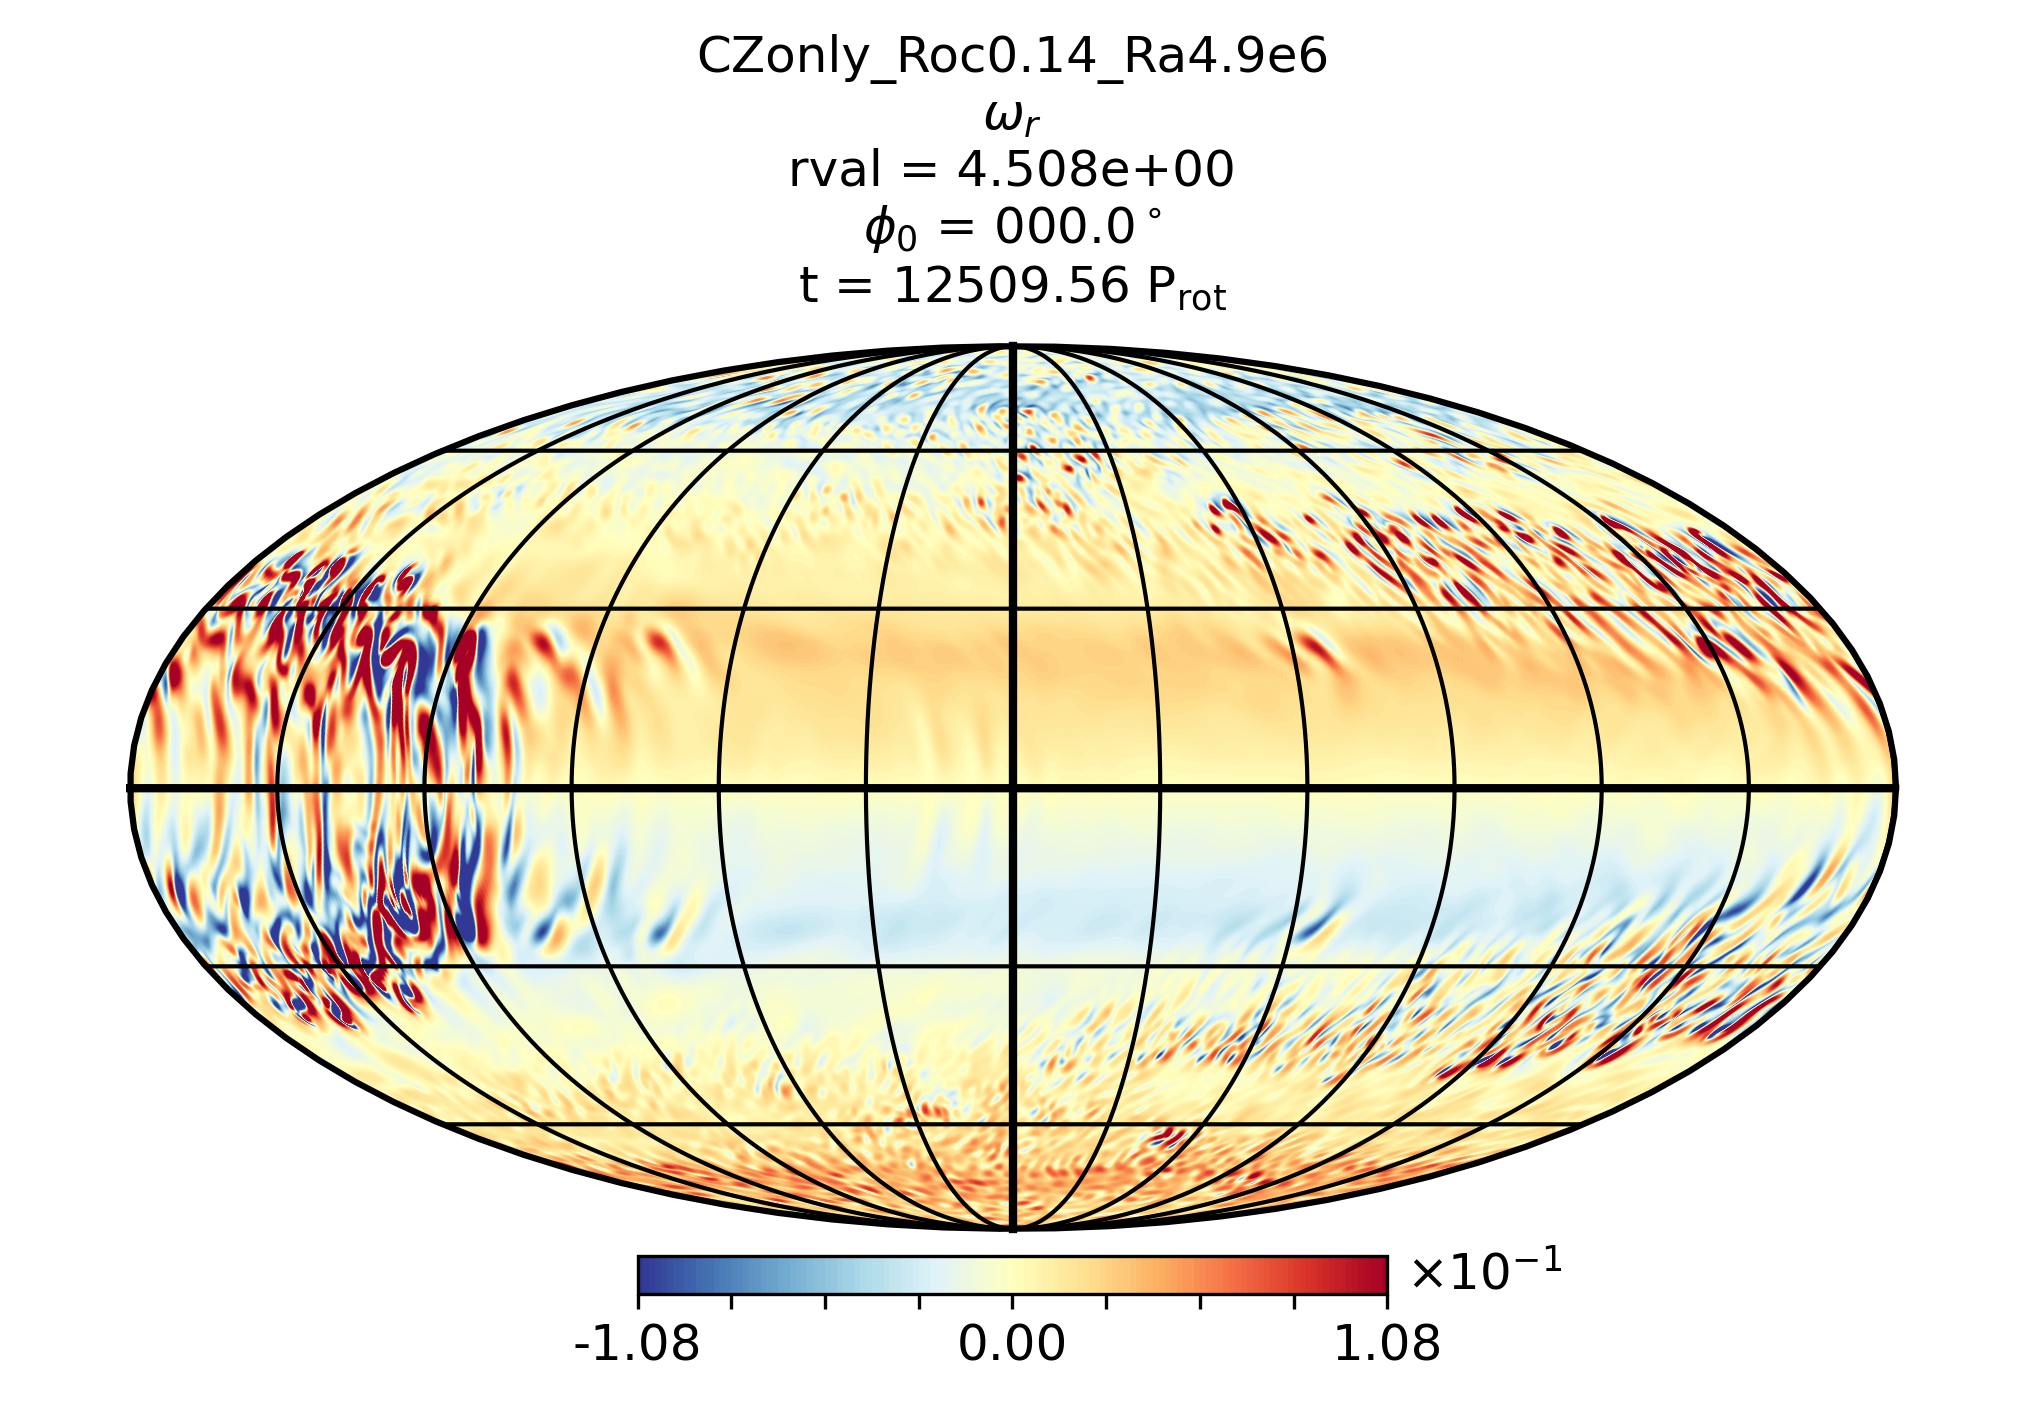 CZonly_Roc0.14_Ra4.9e6
ω_r
rval = 4.508e+00
ϕ₀ = 000.0°
t = 12509.56 P_rot
×10⁻¹
-1.08 0.00 1.08